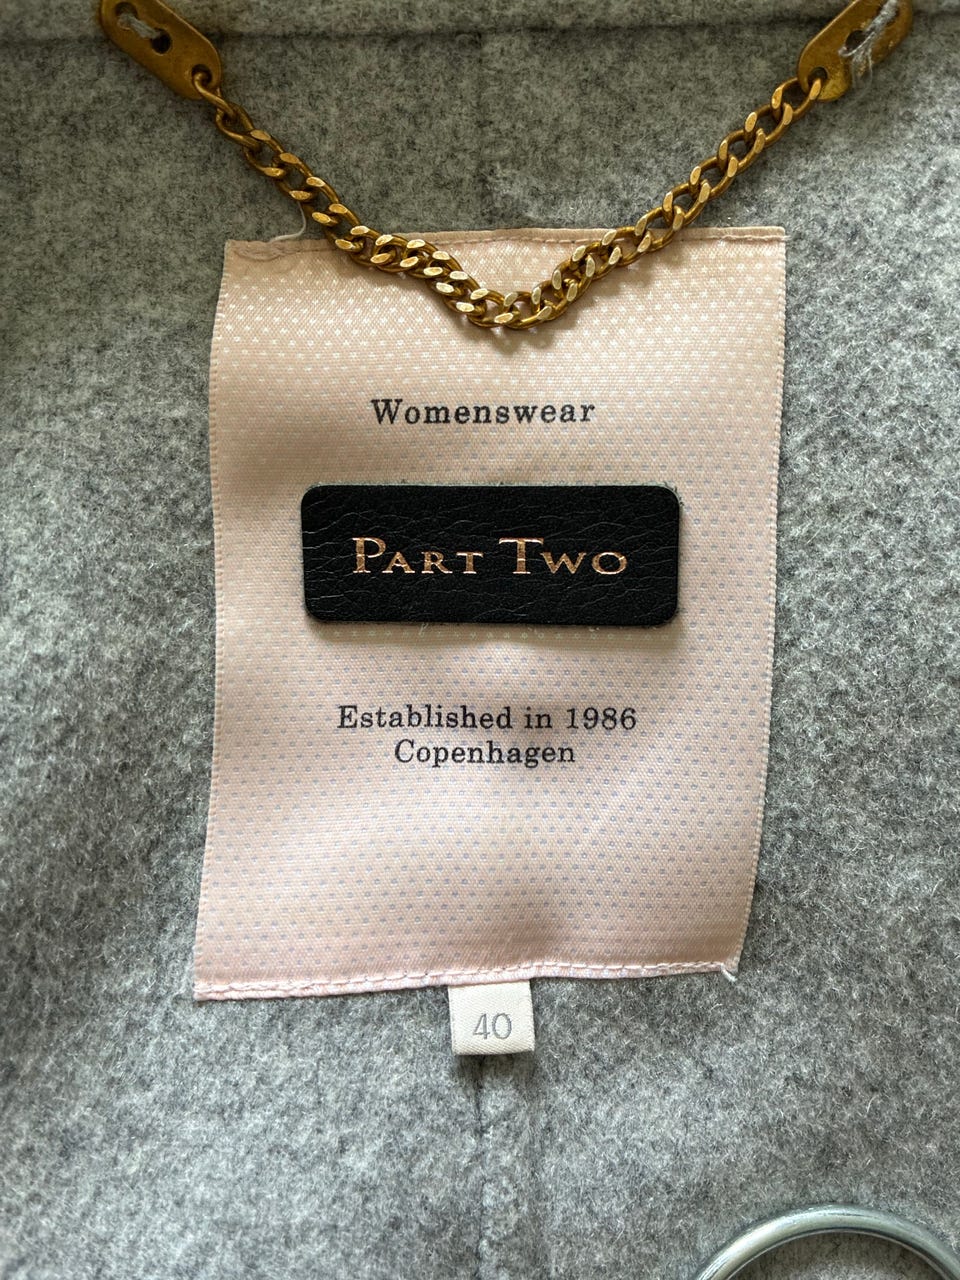 Womenswear
PART TWO
Established in 1986
Copenhagen
40